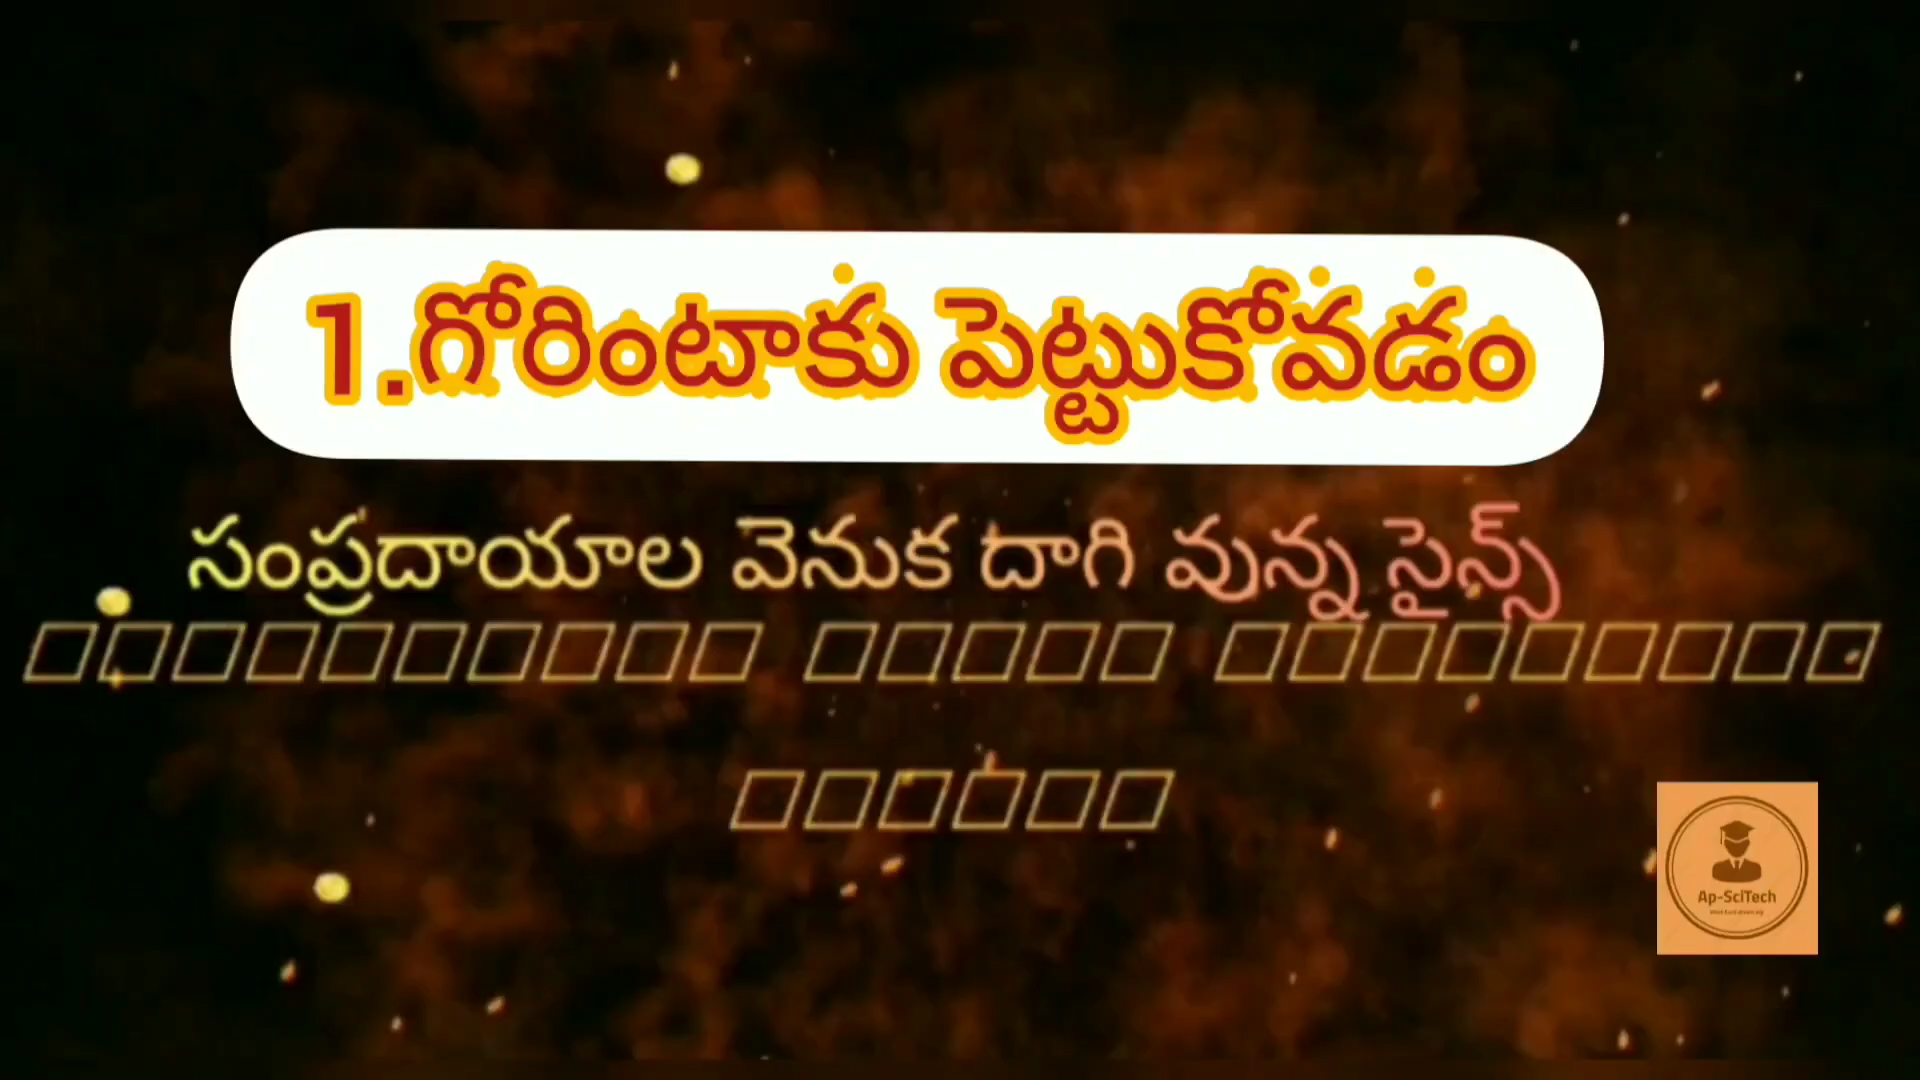 1.గోరింటాకు పెట్టుకోవడం
సంప్రదాయాల వెనుక దాగి వున్న సైన్స్
▯▯▯▯▯▯▯▯▯▯ ▯▯▯▯▯ ▯▯▯▯▯▯▯▯▯
▯▯▯▯▯▯
Ap-SciTech